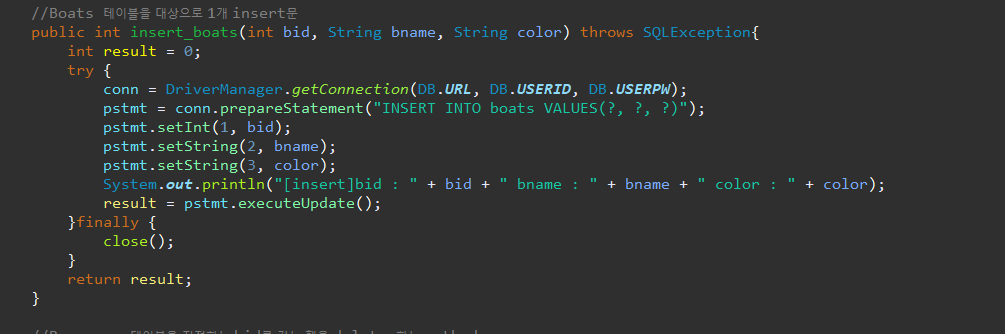 //Boats 테이블을 대상으로 1개 insert문
public int insert_boats(int bid, String bname, String color) throws SQLException{
int result = 0;
try {
conn = DriverManager.getConnection(DB.URL, DB.USERID, DB.USERPW);
pstmt = conn.prepareStatement("INSERT INTO boats VALUES(?, ?, ?)");
pstmt.setInt(1, bid);
pstmt.setString(2, bname);
pstmt.setString(3, color);
System.out.println("[insert]bid : " + bid + " bname : " + bname + " color : " + color);
result = pstmt.executeUpdate();
}finally {
close();
}
return result;
}